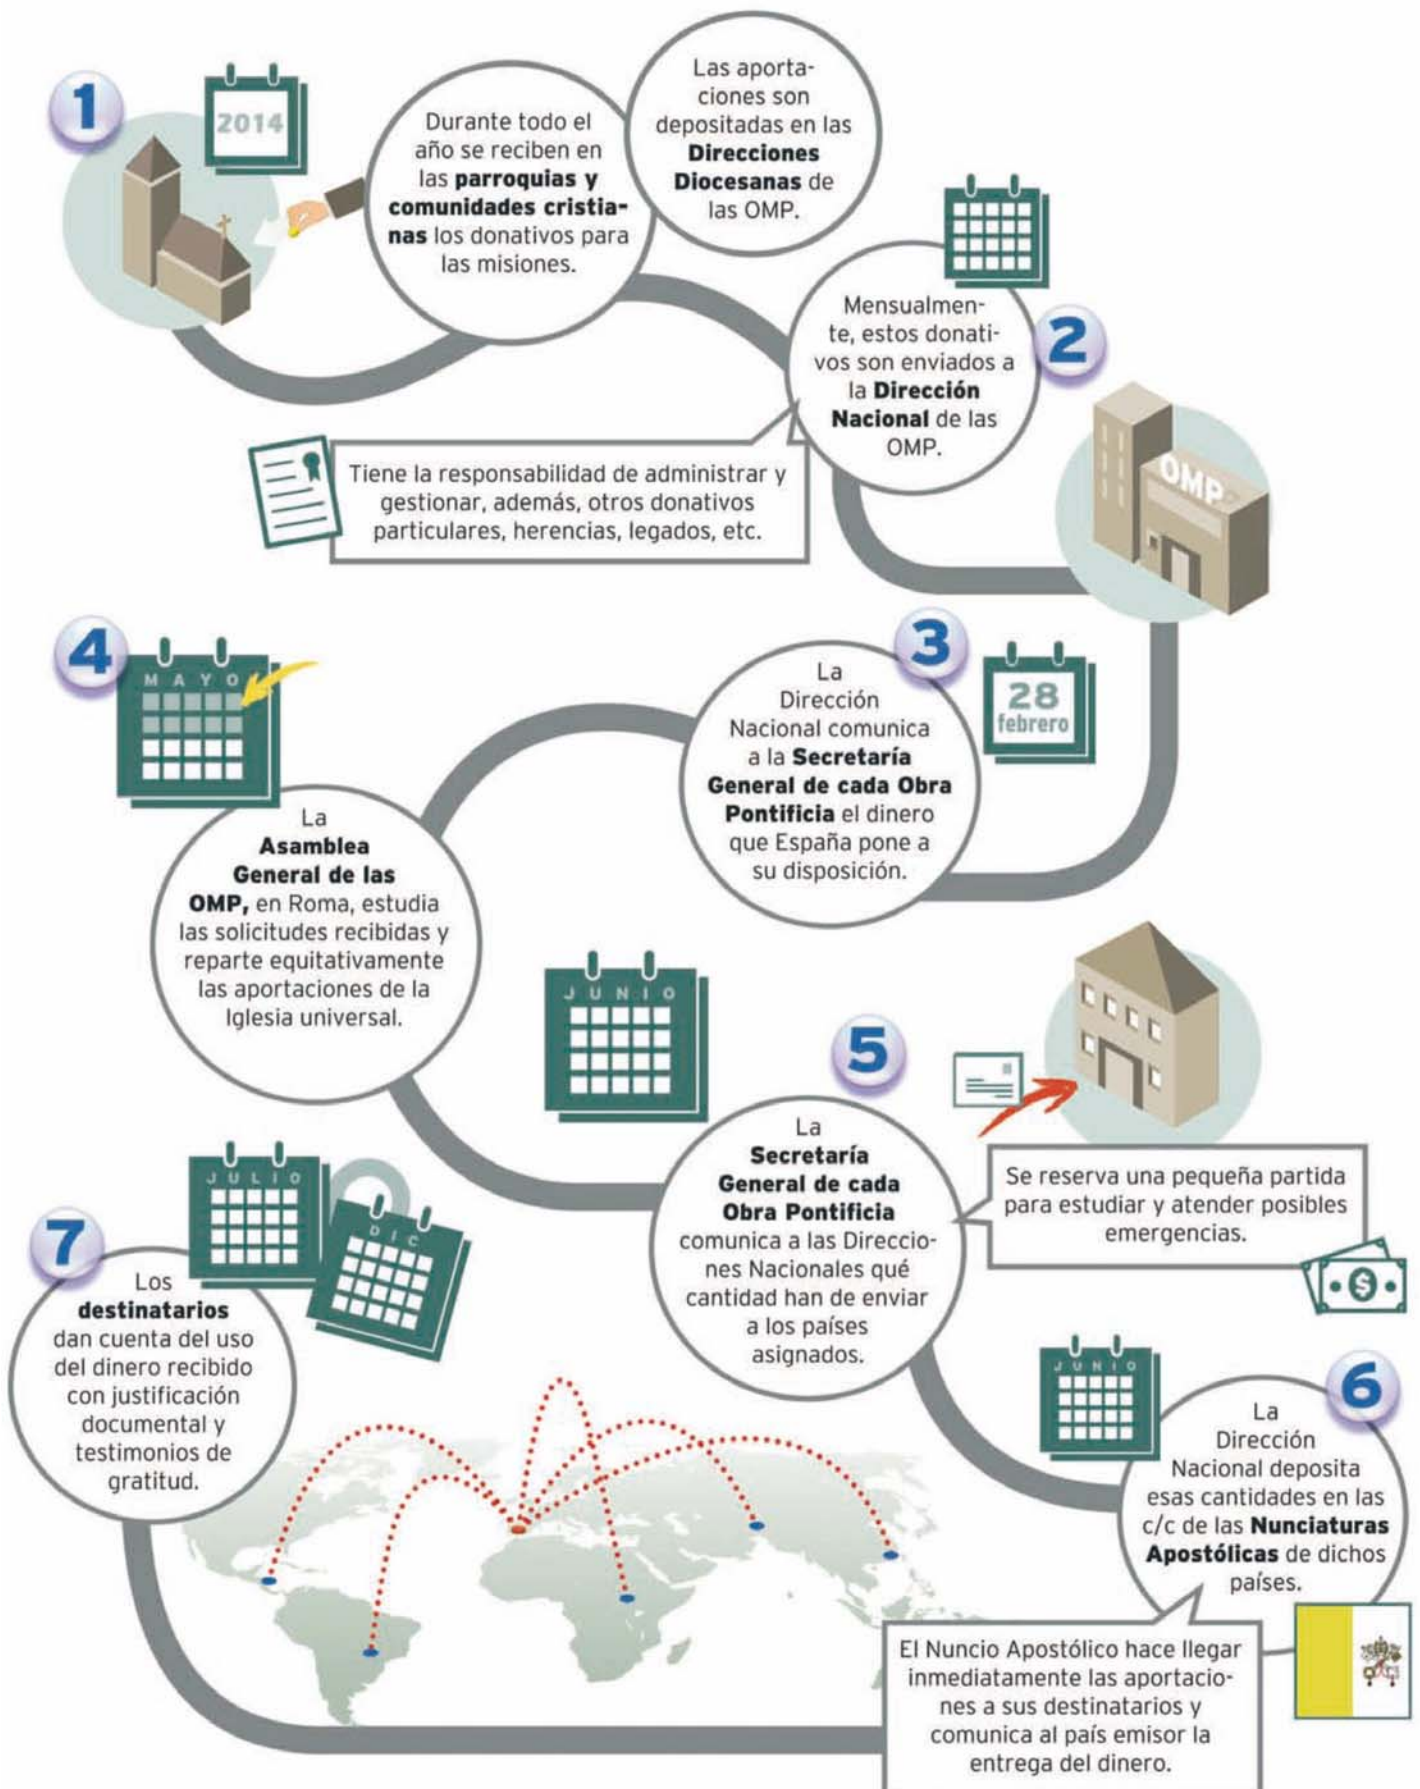 1
2014
Durante todo el
año se reciben en
las parroquias y
comunidades cristia-
nas los donativos para
las misiones.
Las aporta-
ciones son
depositadas en las
Direcciones
Diocesanas de
las OMP.
2
Mensualmen-
te, estos donati-
vos son enviados a
la Dirección
Nacional de las
OMP.
OMP
Tiene la responsabilidad de administrar y
gestionar, además, otros donativos
particulares, herencias, legados, etc.
3
28
febrero
La
Dirección
Nacional comunica
a la Secretaría
General de cada Obra
Pontificia el dinero
que España pone a
su disposición.
4
MAYO
La
Asamblea
General de las
OMP, en Roma, estudia
las solicitudes recibidas y
reparte equitativamente
las aportaciones de la
Iglesia universal.
JUNIO
5
La
Secretaría
General de cada
Obra Pontificia
comunica a las Direccio-
nes Nacionales qué
cantidad han de enviar
a los países
asignados.
Se reserva una pequeña partida
para estudiar y atender posibles
emergencias.
$
JUNIO
6
La
Dirección
Nacional deposita
esas cantidades en las
c/c de las Nunciaturas
Apostólicas de dichos
países.
El Nuncio Apostólico hace llegar
inmediatamente las aportacio-
nes a sus destinatarios y
comunica al país emisor la
entrega del dinero.
7
JULIO
DIC
Los
destinatarios
dan cuenta del uso
del dinero recibido
con justificación
documental y
testimonios de
gratitud.